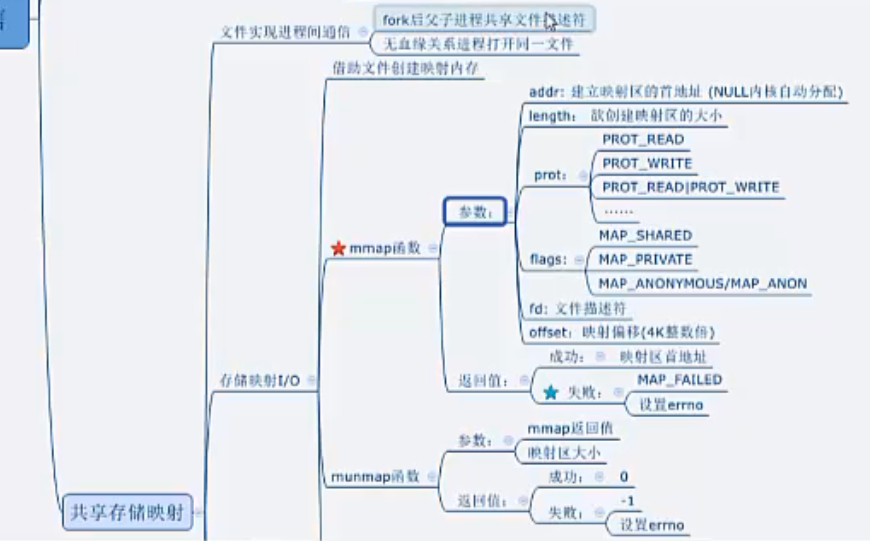 文件实现进程间通信
fork后父子进程共享文件描述符
无血缘关系进程打开同一文件
借助文件创建映射内存
addr: 建立映射区的首地址 (NULL内核自动分配)
length: 欲创建映射区的大小
prot:
PROT_READ
PROT_WRITE
PROT_READ|PROT_WRITE
......
参数:
mmap函数
flags:
MAP_SHARED
MAP_PRIVATE
MAP_ANONYMOUS/MAP_ANON
fd: 文件描述符
offset: 映射偏移(4K整数倍)
存储映射I/O
返回值:
成功: 映射区首地址
失败:
MAP_FAILED
设置errno
munmap函数
参数:
mmap返回值
映射区大小
返回值:
成功: 0
失败:
-1
设置errno
共享存储映射